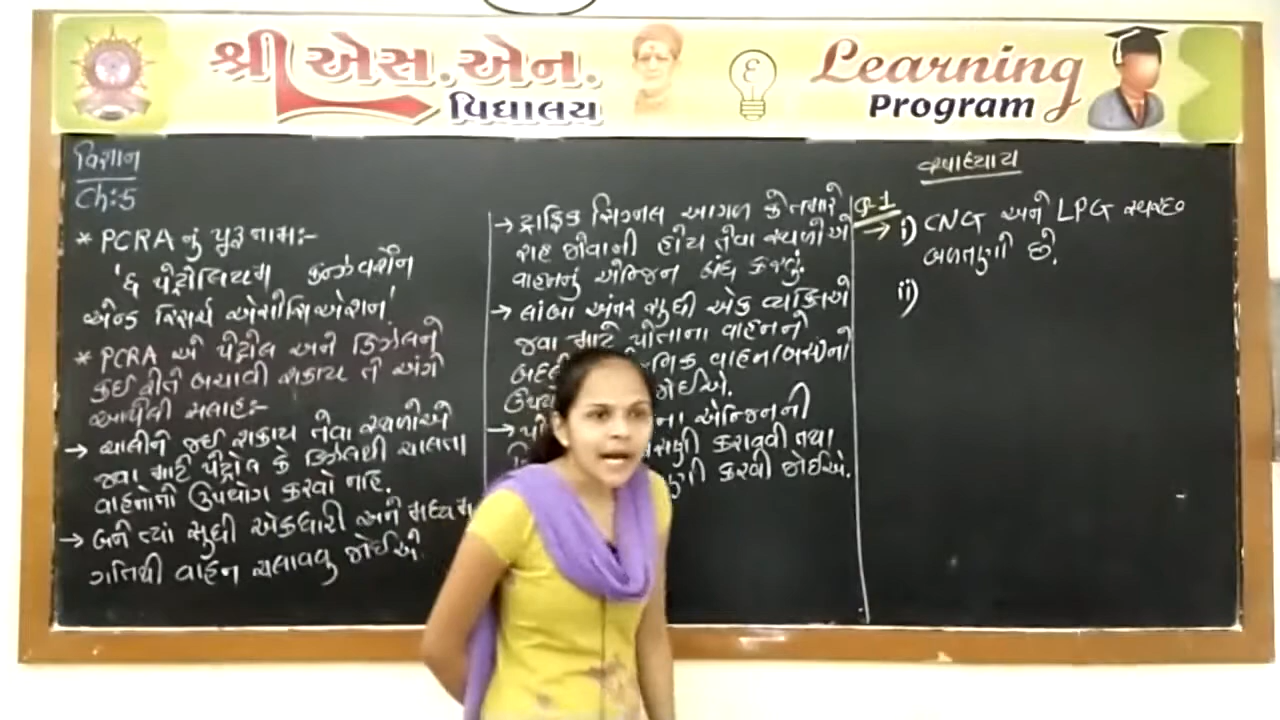 શ્રી એસ.એન.
વિદ્યાલય
Learning
Program
વિજ્ઞાન
Ch:5
* PCRA નું પૂરૂ નામ:-
'ધ પેટ્રોલિયમ કન્ઝર્વેશન
એન્ડ રિસર્ચ એસોસિએશન'
* PCRA એ પેટ્રોલ અને ડિઝલને
કઈ રીતે બચાવી શકાય તે અંગે
આપેલી સલાહ:-
→ ચાલીને જઈ શકાય તેવા સ્થળોએ
જવા માટે પેટ્રોલ કે ડિઝલથી ચાલતા
વાહનોનો ઉપયોગ કરવો નહિ.
→ બને ત્યાં સુધી એકધારી અને મધ્યમ
ગતિથી વાહન ચલાવવુ જોઈએ.
→ ટ્રાફિક સિગ્નલ આગળ કે
રાહ જોવાની હોય તેવા સ્થળોએ
વાહનનું એન્જિન બંધ કરવું.
→ લાંબા અંતર સુધી એક વ્યક્તિએ
જવા માટે પોતાના વાહનને
વાહન(બસ)નો
જોઈએ.
→ એન્જિનની
કરાવવી તથા
કરવી જોઈએ.
સ્વાધ્યાય
Q-1
→ i) CNG અને LPG સ્વચ્છ
બળતણો છે.
ii)